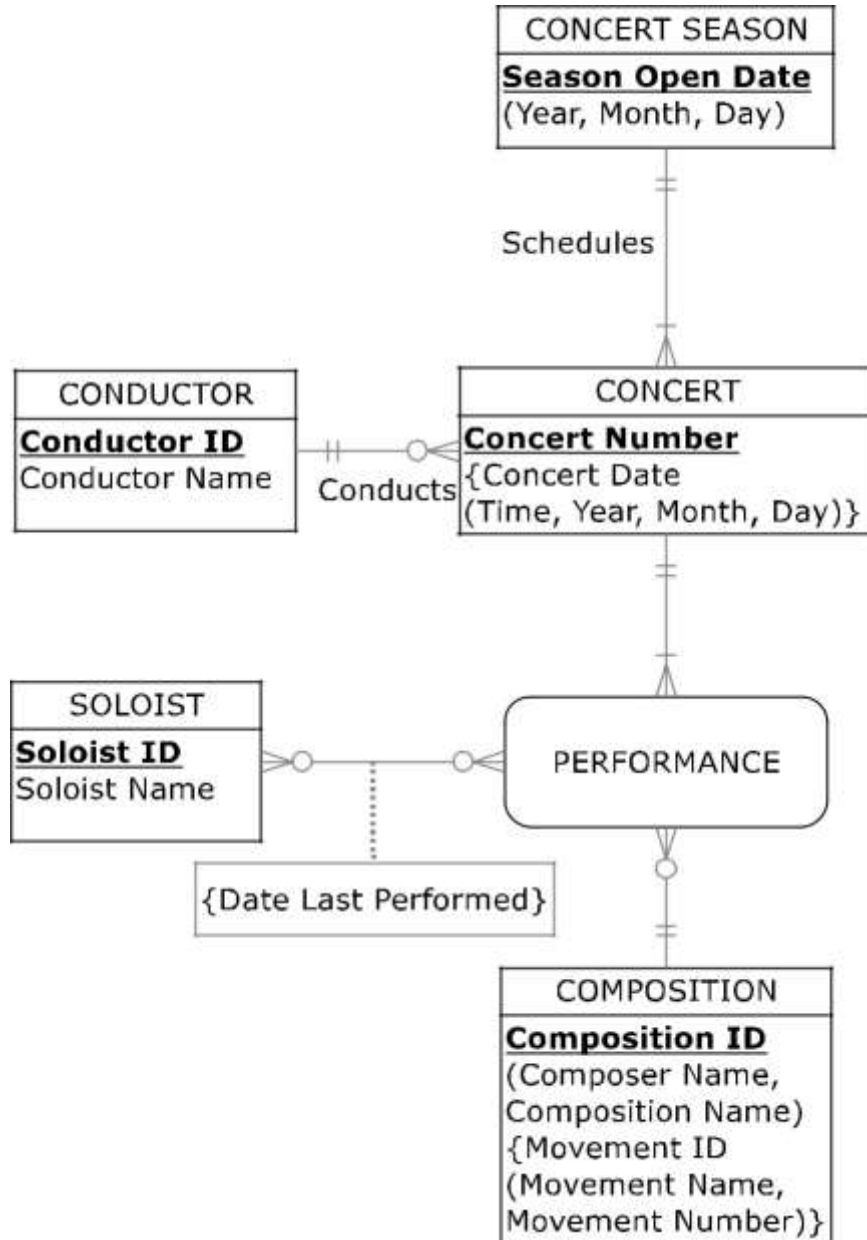 CONCERT SEASON
Season Open Date
(Year, Month, Day)
Schedules
CONDUCTOR
Conductor ID
Conductor Name
Conducts
CONCERT
Concert Number
{Concert Date
(Time, Year, Month, Day)}
SOLOIST
Soloist ID
Soloist Name
PERFORMANCE
{Date Last Performed}
COMPOSITION
Composition ID
(Composer Name,
Composition Name)
{Movement ID
(Movement Name,
Movement Number)}